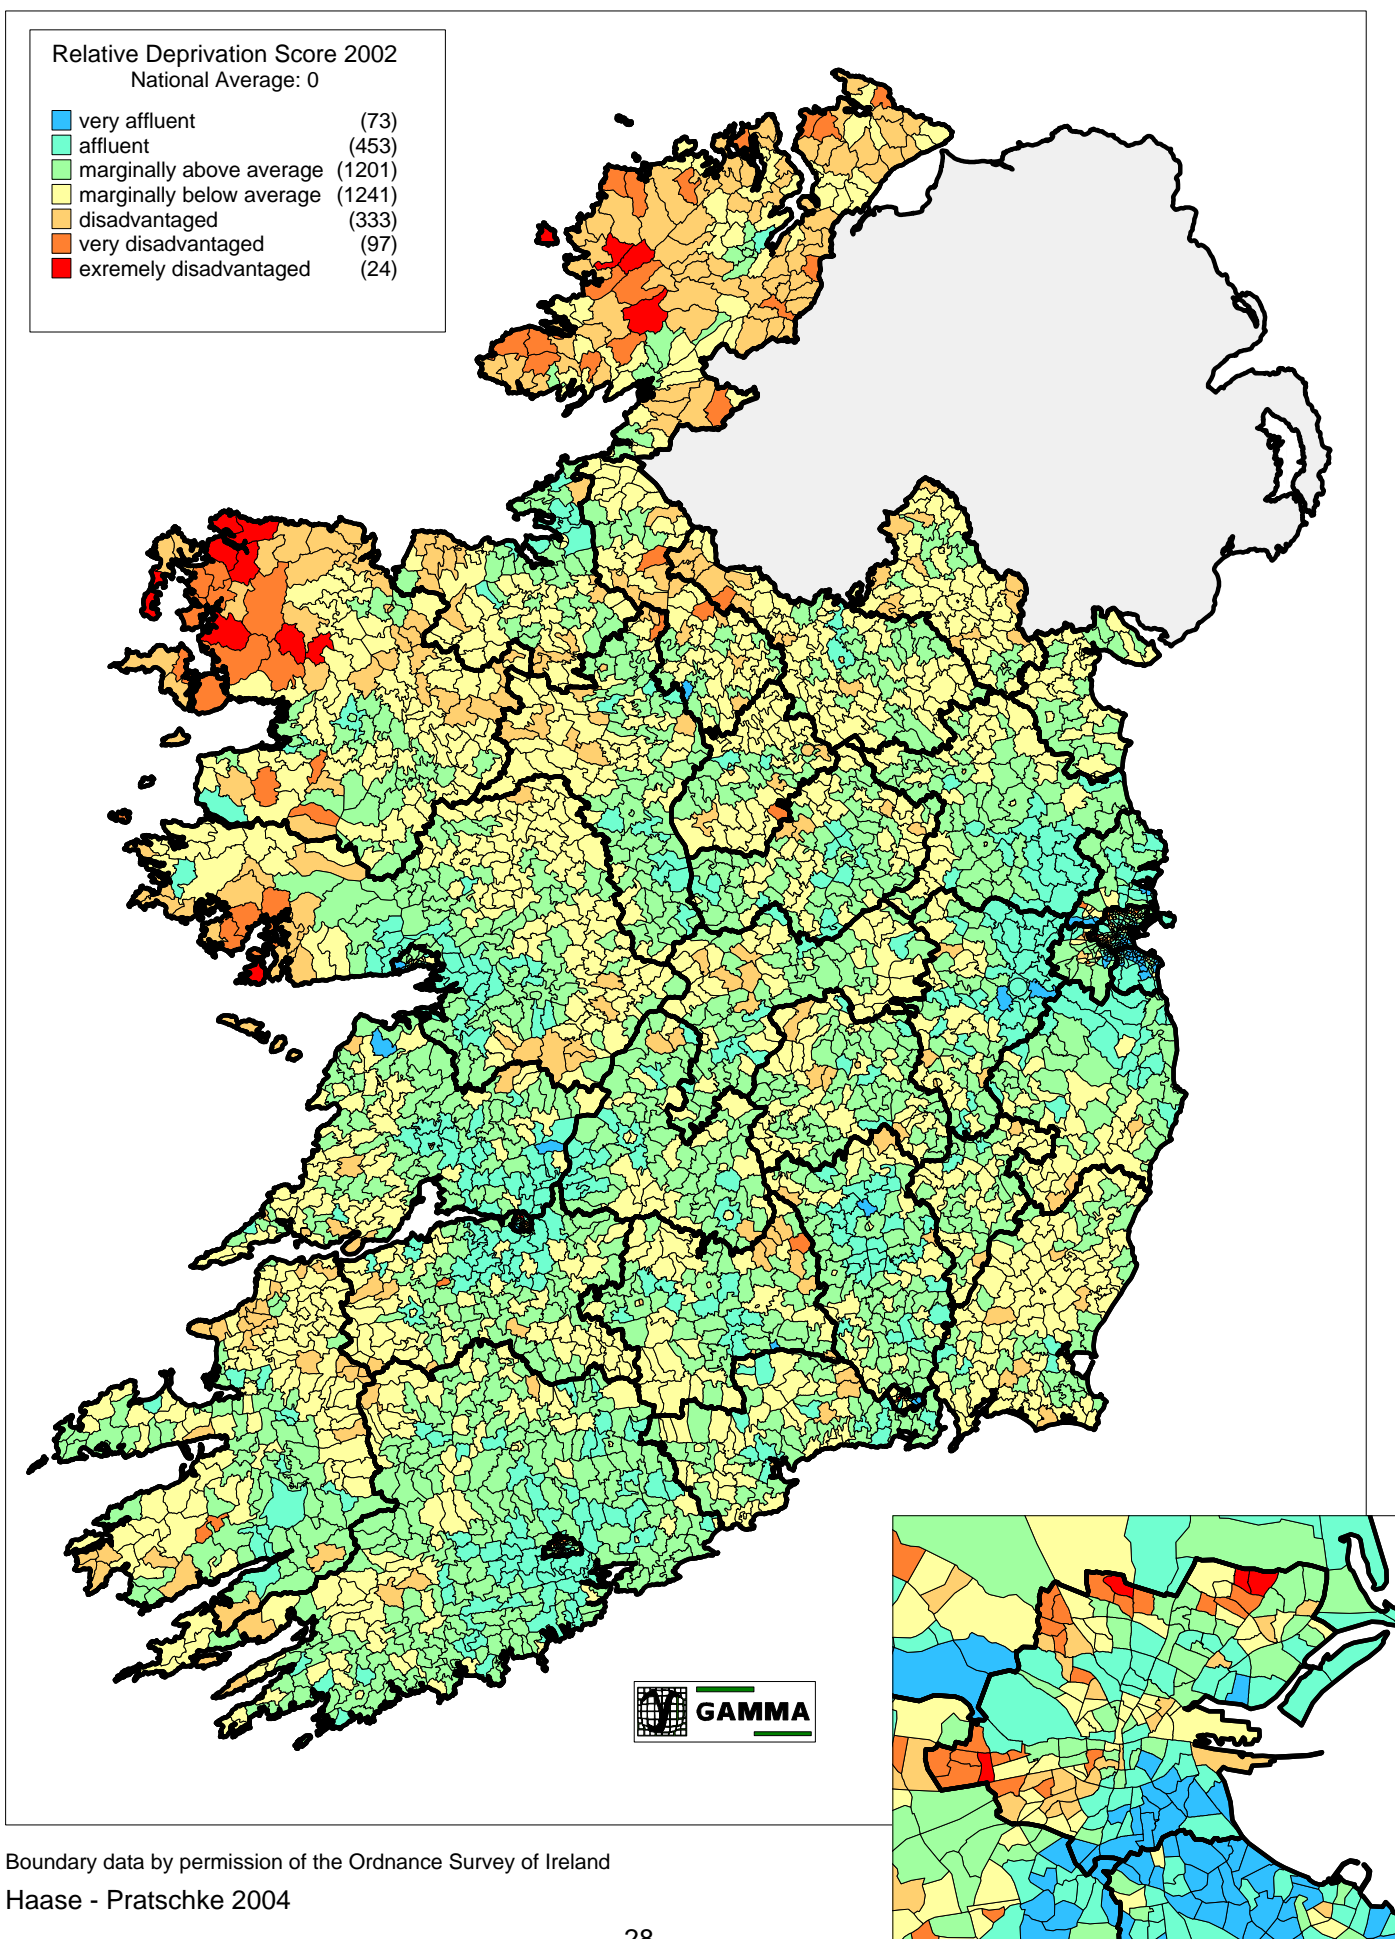 Relative Deprivation Score 2002
National Average: 0
very affluent (73)
affluent (453)
marginally above average (1201)
marginally below average (1241)
disadvantaged (333)
very disadvantaged (97)
exremely disadvantaged (24)
GAMMA
Boundary data by permission of the Ordnance Survey of Ireland
Haase - Pratschke 2004
28